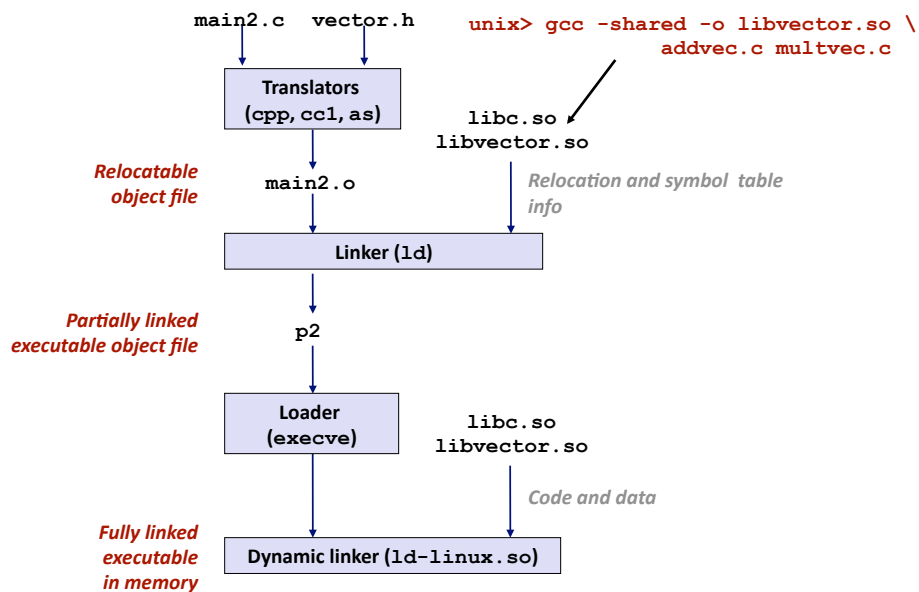 main2.c vector.h
unix> gcc -shared -o libvector.so \
addvec.c multvec.c
Translators
(cpp, cc1, as)
libc.so
libvector.so
Relocatable
object file
main2.o
Relocation and symbol table
info
Linker (ld)
Partially linked
executable object file
p2
Loader
(execve)
libc.so
libvector.so
Code and data
Fully linked
executable
in memory
Dynamic linker (ld-linux.so)